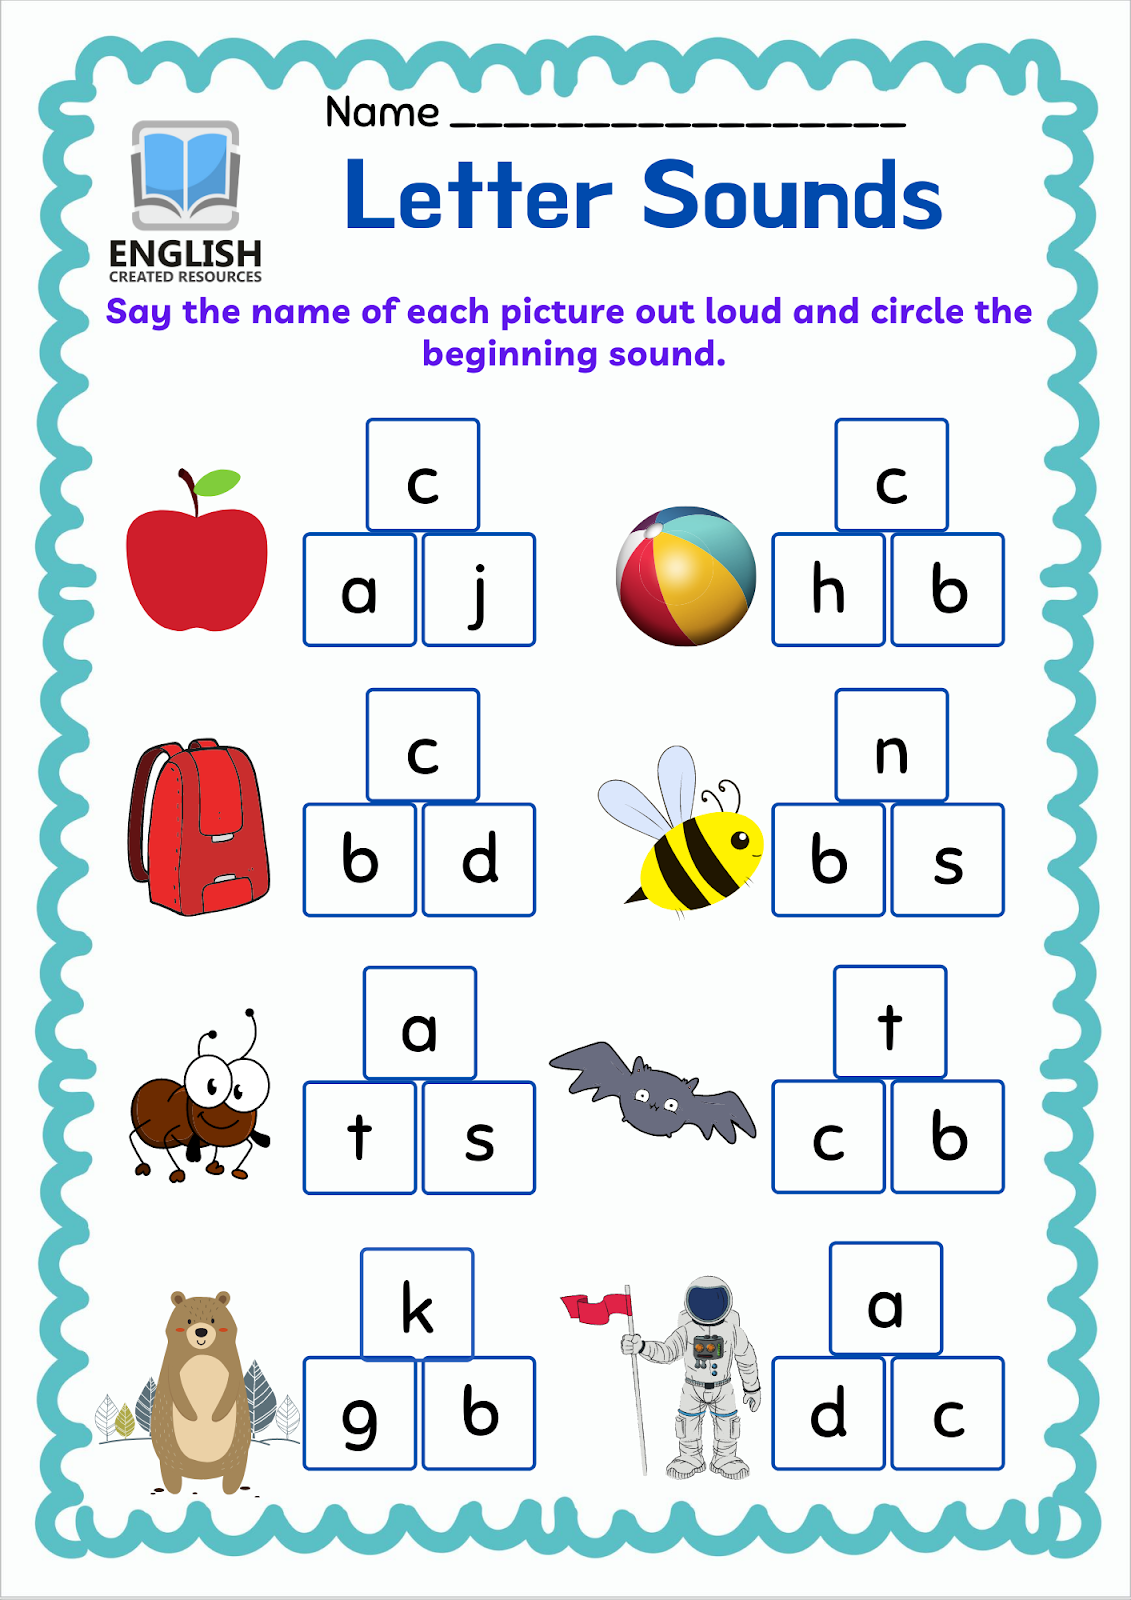 Name _________________
Letter Sounds
ENGLISH
CREATED RESOURCES
Say the name of each picture out loud and circle the
beginning sound.
c
a j
c
h b
c
b d
n
b s
a
t s
t
c b
k
g b
a
d c